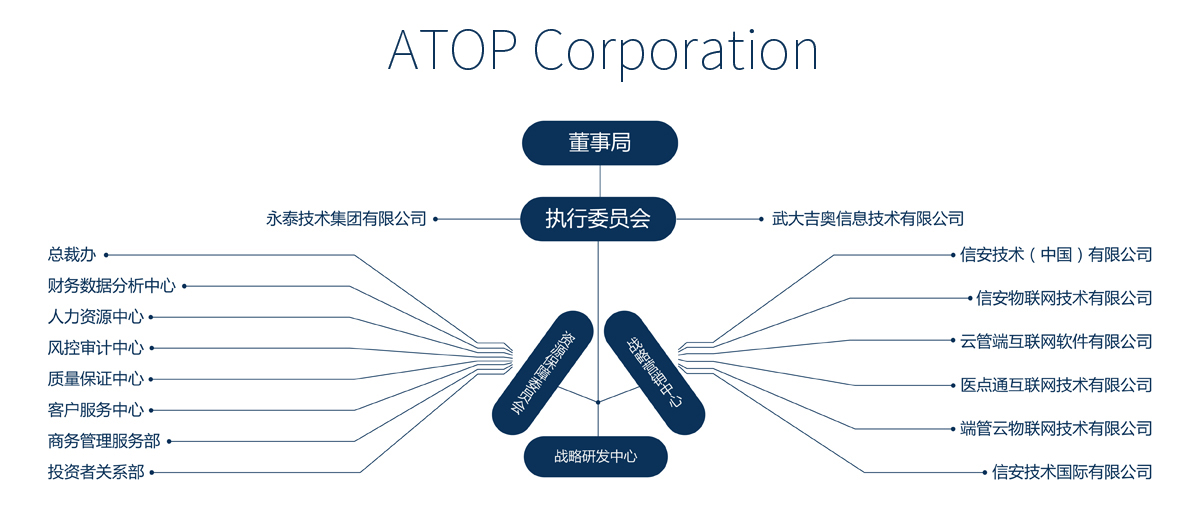 ATOP Corporation
董事局
永泰技术集团有限公司
执行委员会
武大吉奥信息技术有限公司
总裁办
财务数据分析中心
人力资源中心
风控审计中心
质量保证中心
客户服务中心
商务管理服务部
投资者关系部
资源保障委员会
战略营销中心
战略研发中心
信安技术（中国）有限公司
信安物联网技术有限公司
云管端互联网软件有限公司
医点通互联网技术有限公司
端管云物联网技术有限公司
信安技术国际有限公司